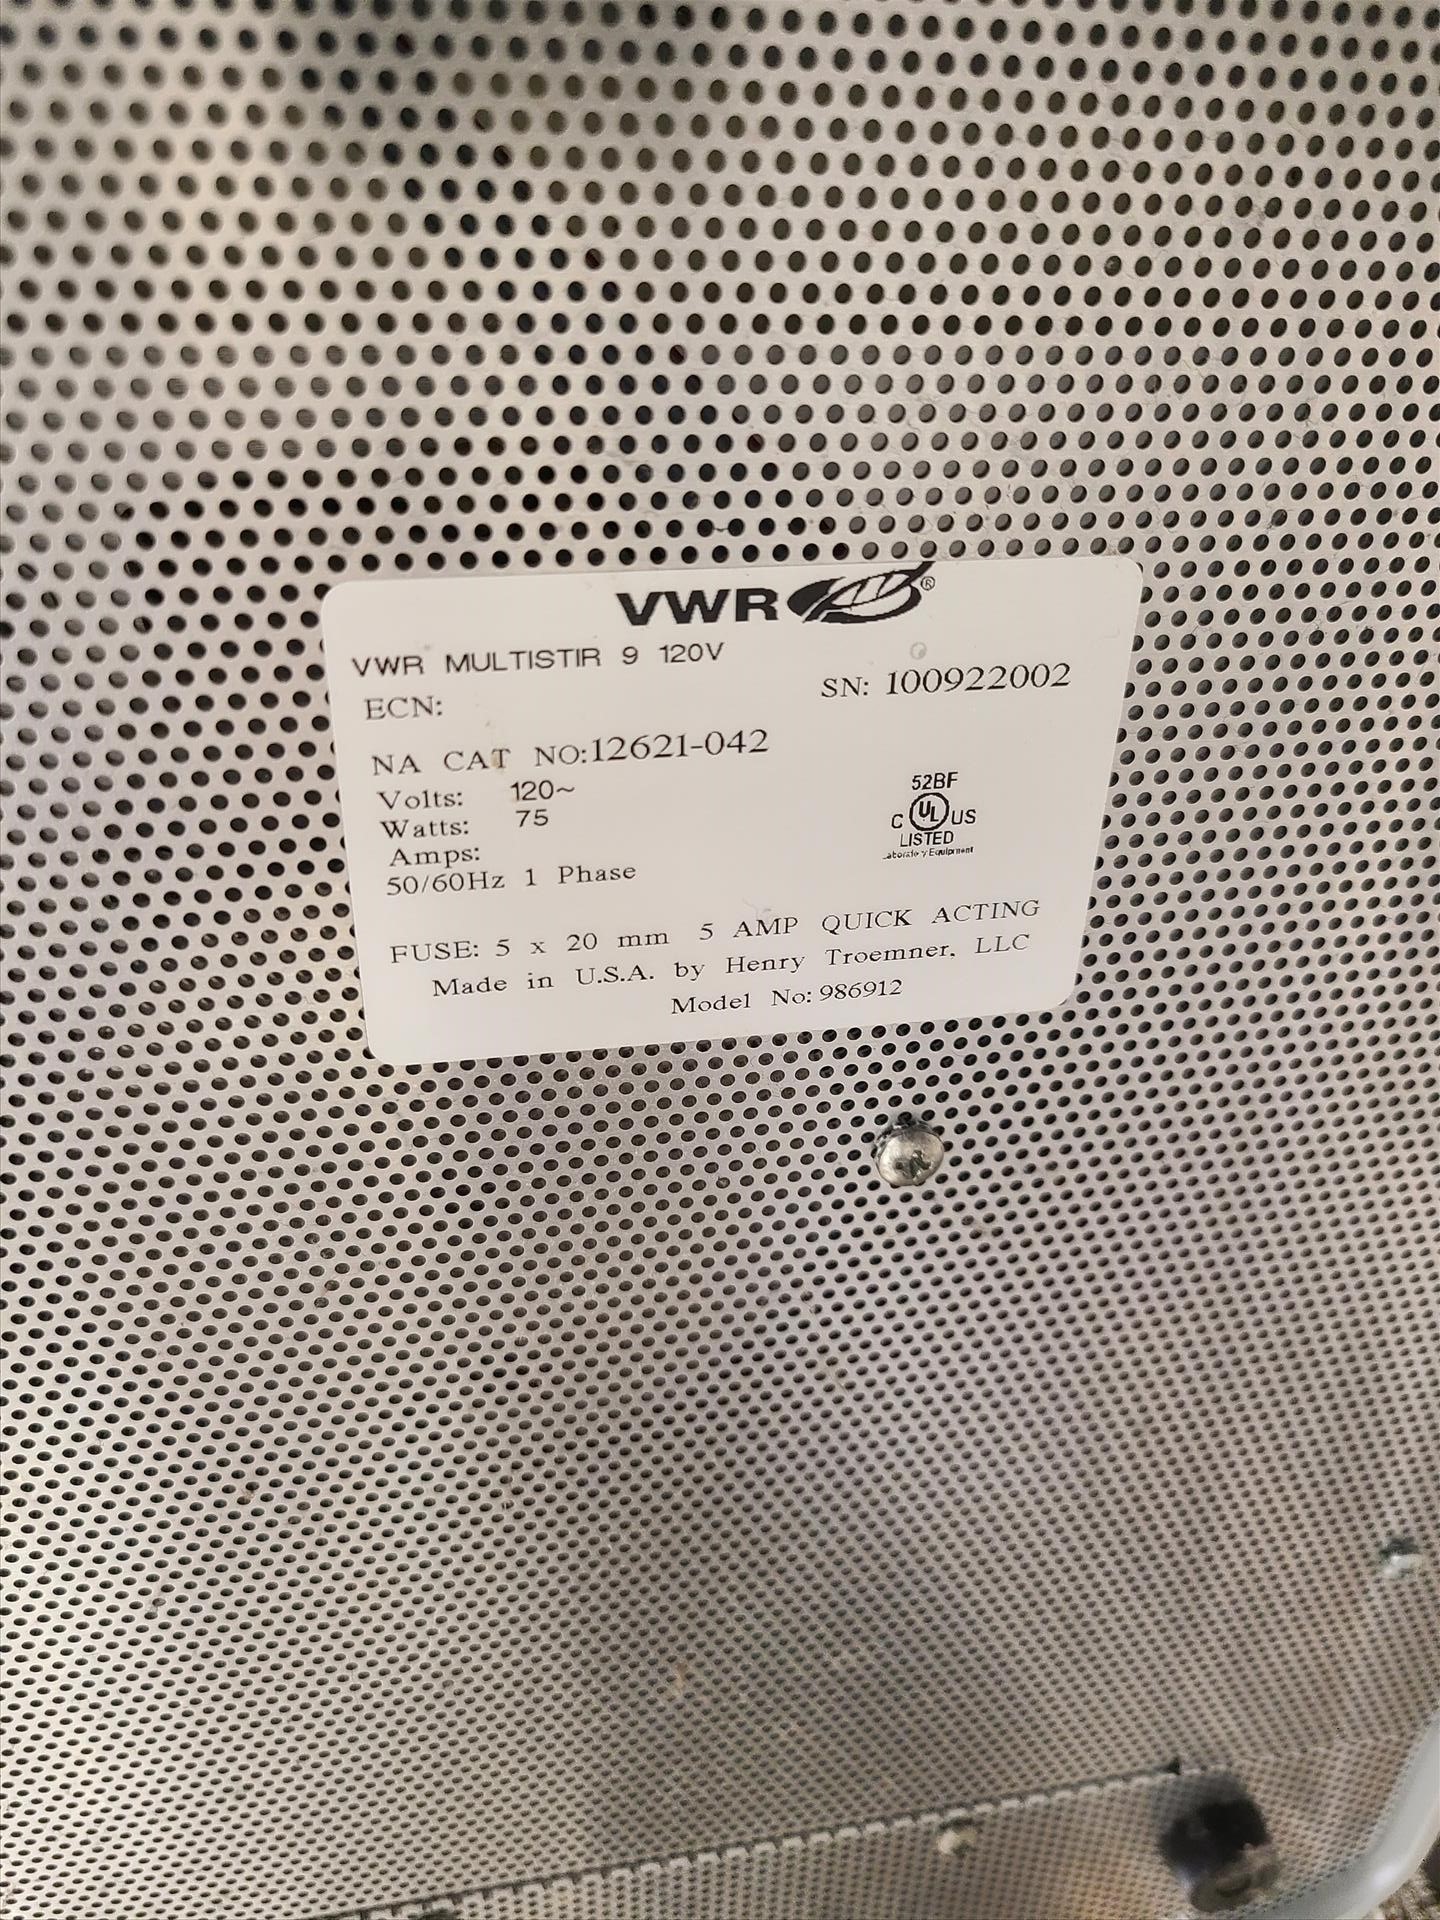 VWR®
VWR MULTISTIR 9 120V
SN: 100922002
ECN:
NA CAT NO:12621-042
Volts: 120~
Watts: 75
Amps:
50/60Hz 1 Phase
52BF
C UL US
LISTED
Laboratory Equipment
FUSE: 5 x 20 mm 5 AMP QUICK ACTING
Made in U.S.A. by Henry Troemner, LLC
Model No: 986912